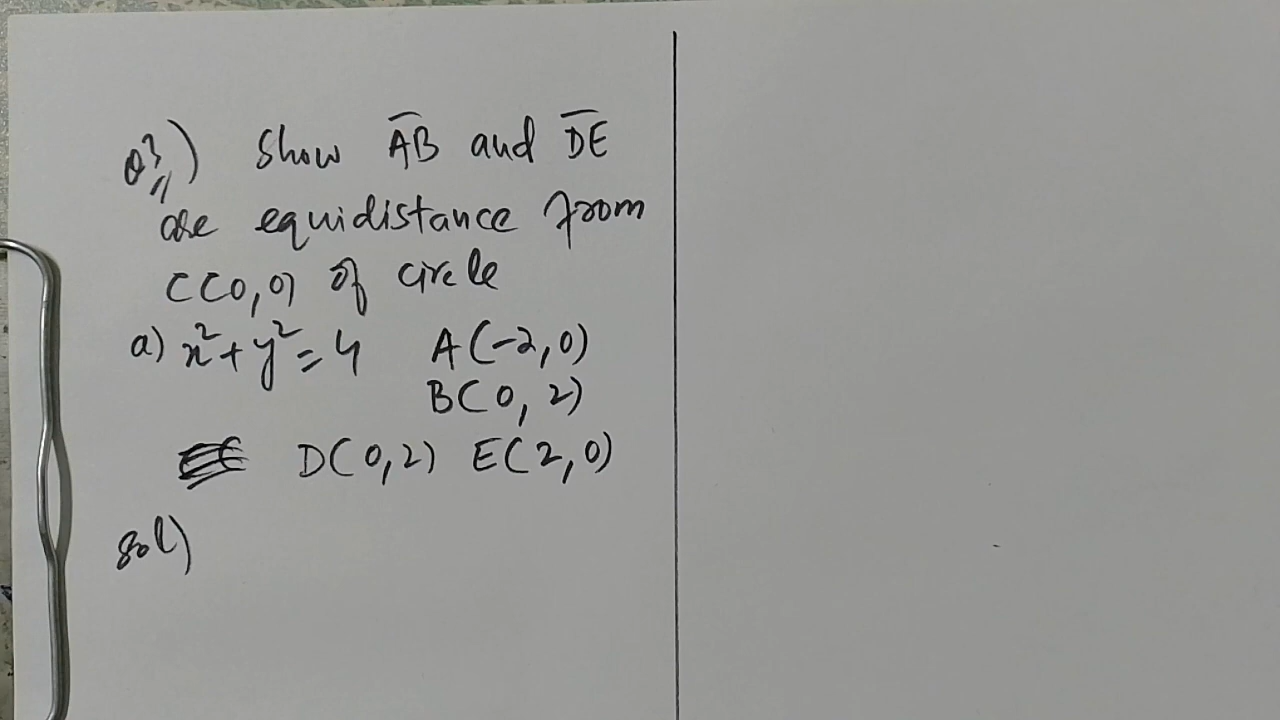 Q3) Show AB and DE
are equidistance from
C(0,0) of circle
a) x²+y²=4 A(-2,0)
B(0,2)
D(0,2) E(2,0)
sol)